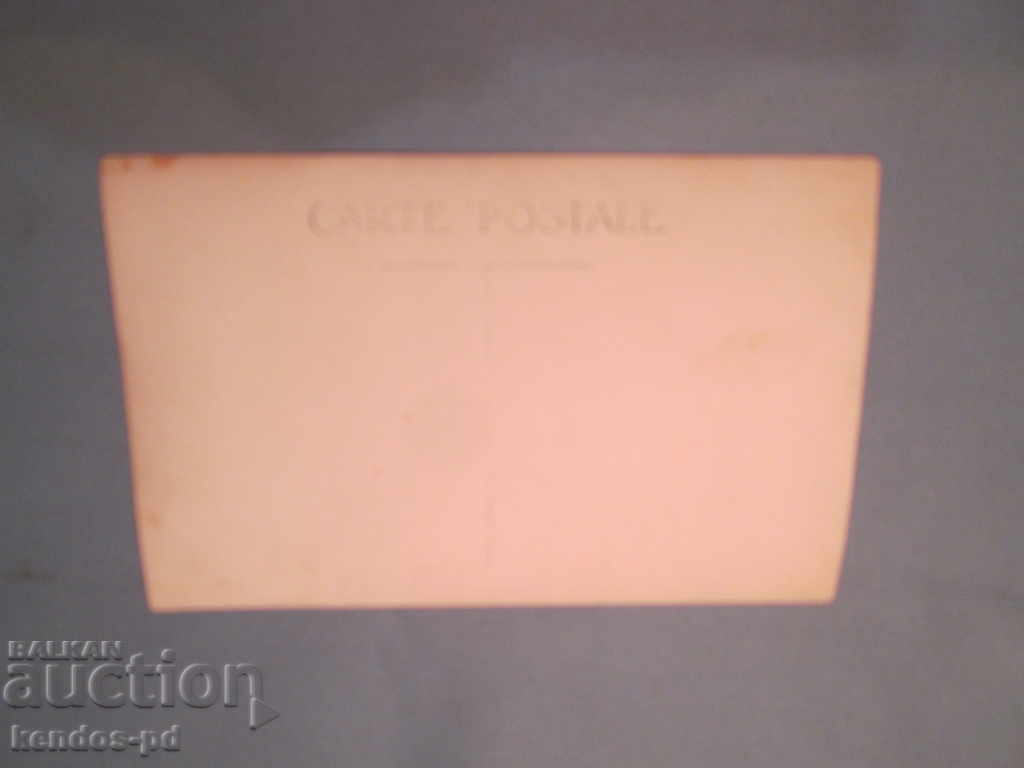 CARTE POSTALE
BALKAN
auction
kendos-pd